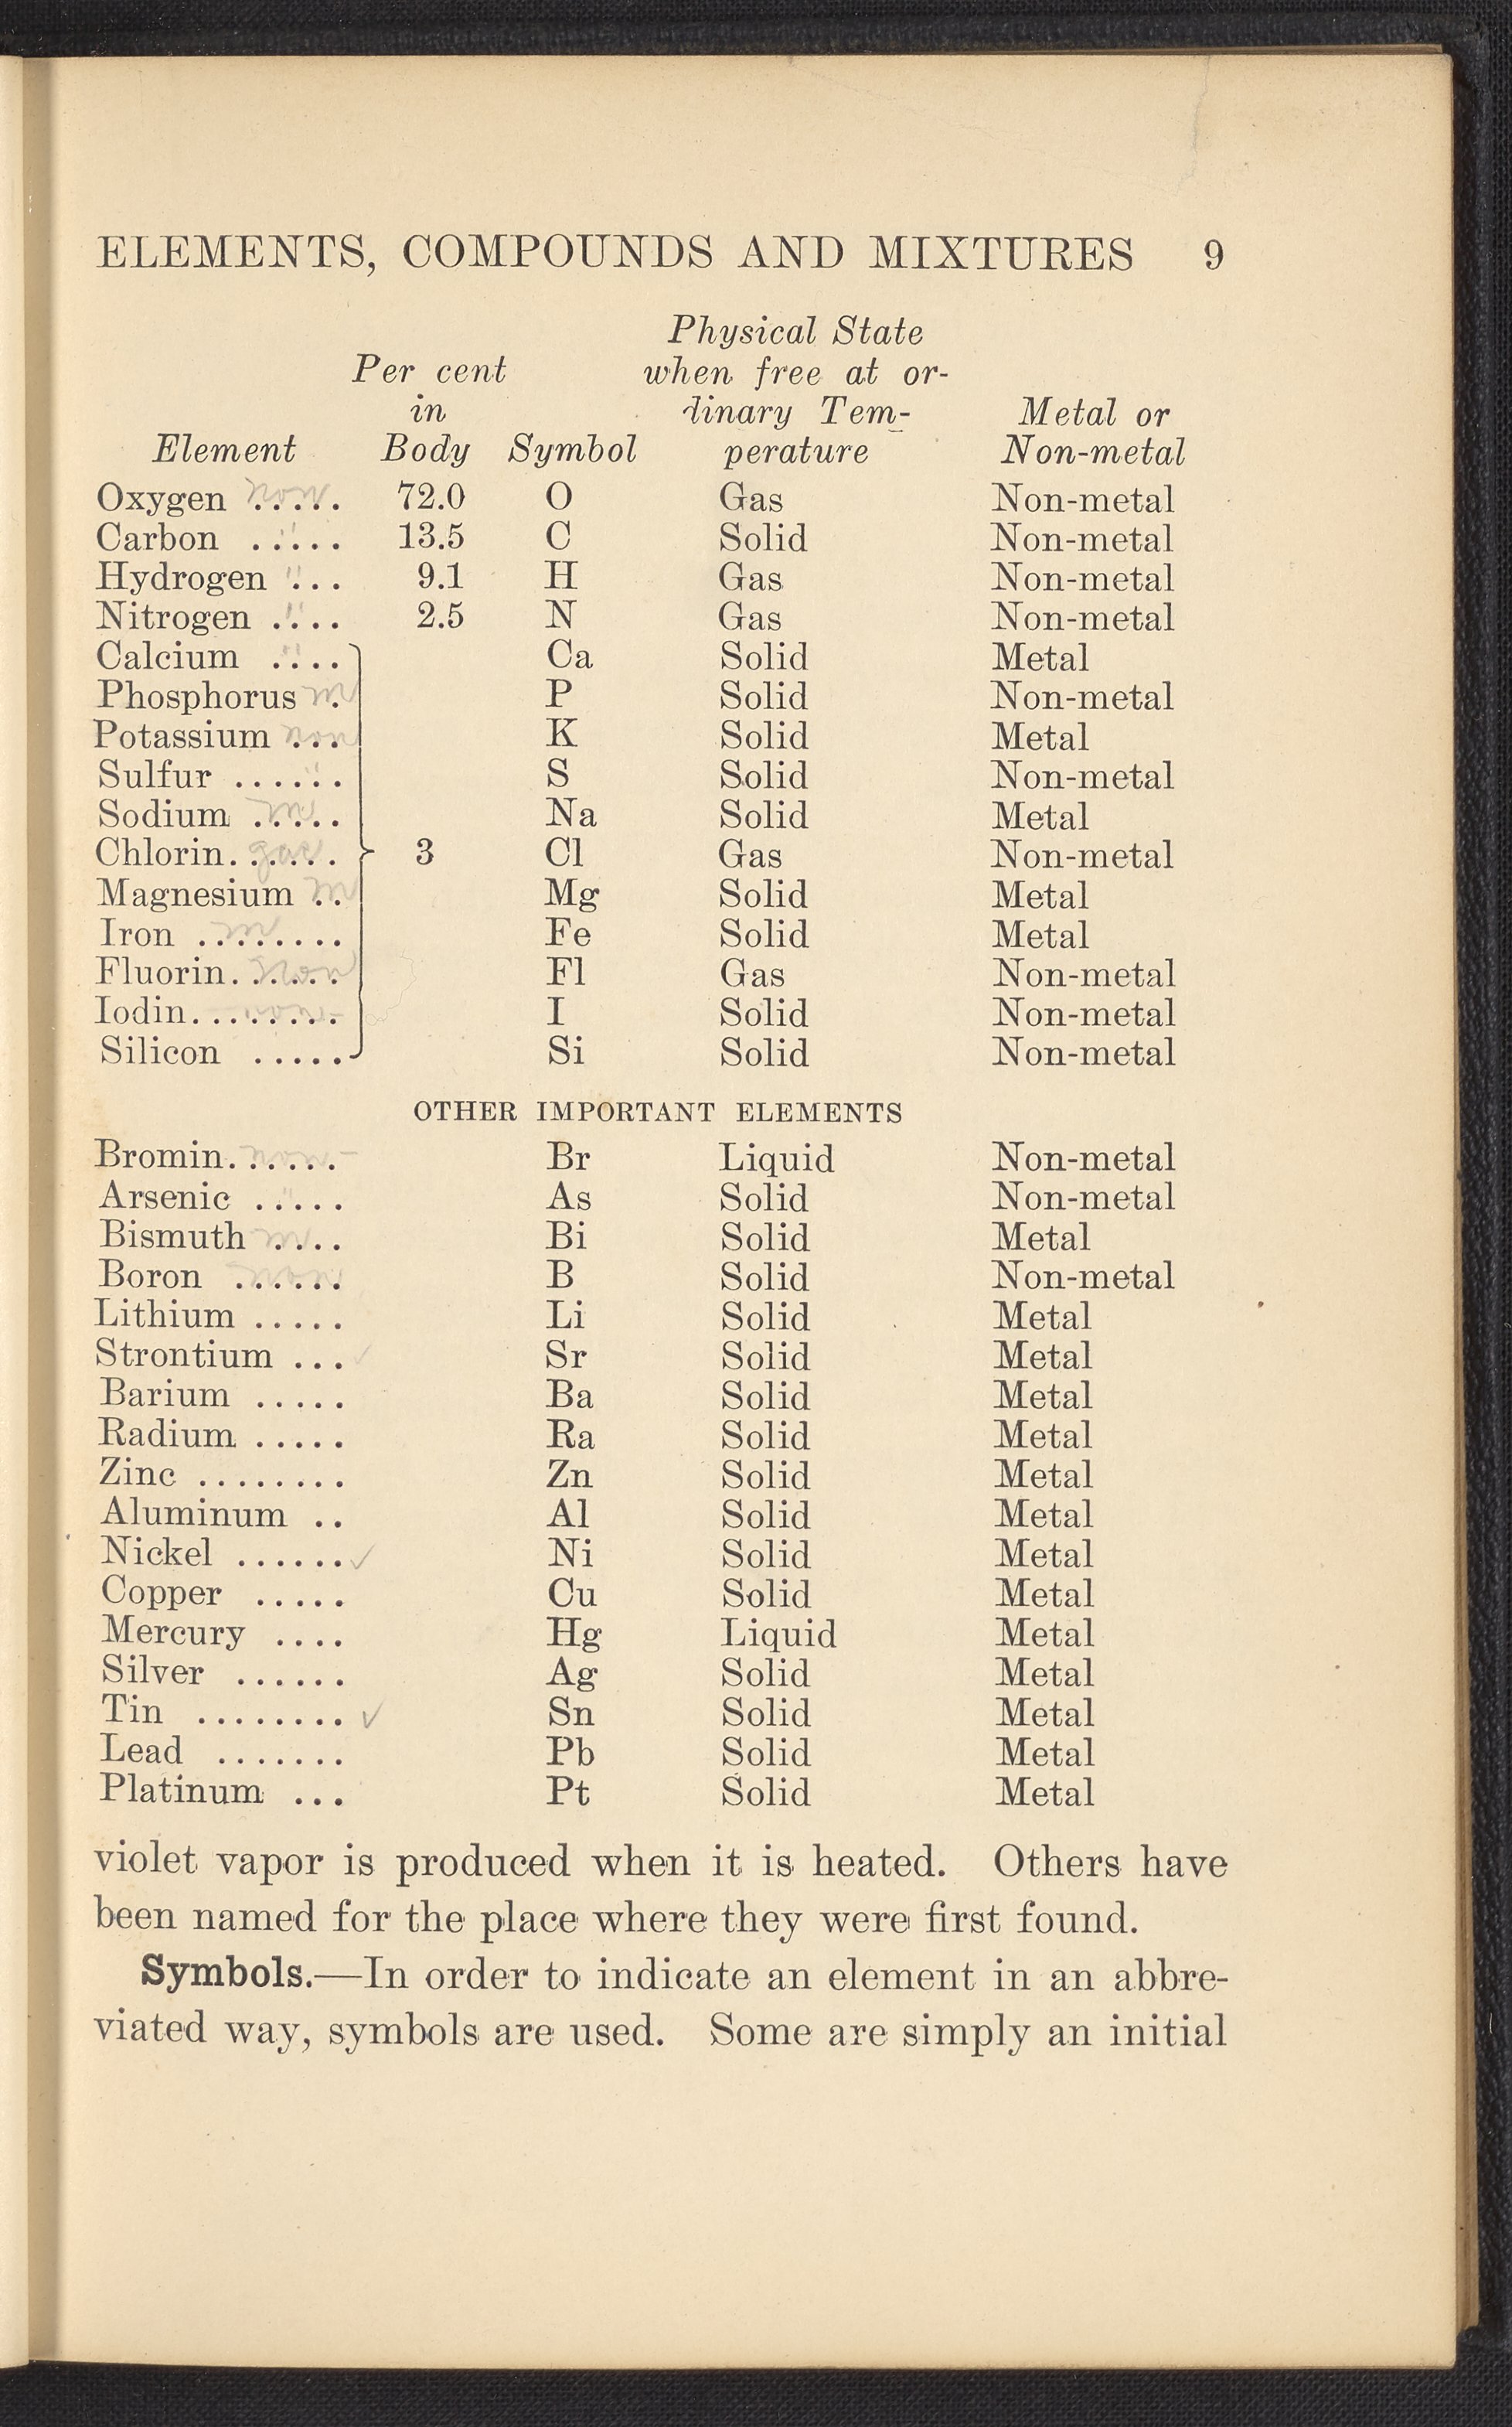 ELEMENTS, COMPOUNDS AND MIXTURES 9
Physical State
Per cent when free at or-
in dinary Tem- Metal or
Element Body Symbol perature Non-metal
Oxygen non .... 72.0 O Gas Non-metal
Carbon " ..... 13.5 C Solid Non-metal
Hydrogen " ... 9.1 H Gas Non-metal
Nitrogen " .... 2.5 N Gas Non-metal
Calcium " .... Ca Solid Metal
Phosphorus m . P Solid Non-metal
Potassium non ... K Solid Metal
Sulfur " ...... S Solid Non-metal
Sodium m ..... Na Solid Metal
Chlorin. gas ..... 3 Cl Gas Non-metal
Magnesium m .. Mg Solid Metal
Iron m ........ Fe Solid Metal
Fluorin. Non ..... Fl Gas Non-metal
Iodin. non- ....... I Solid Non-metal
Silicon ..... Si Solid Non-metal
OTHER IMPORTANT ELEMENTS
Bromin. non- ..... Br Liquid Non-metal
Arsenic " ..... As Solid Non-metal
Bismuth m .... Bi Solid Metal
Boron non ...... B Solid Non-metal
Lithium ..... Li Solid Metal
Strontium ... ✓ Sr Solid Metal
Barium ..... Ba Solid Metal
Radium ..... Ra Solid Metal
Zinc ........ Zn Solid Metal
Aluminum .. Al Solid Metal
Nickel ...... ✓ Ni Solid Metal
Copper ..... Cu Solid Metal
Mercury .... Hg Liquid Metal
Silver ...... Ag Solid Metal
Tin ........ ✓ Sn Solid Metal
Lead ....... Pb Solid Metal
Platinum ... Pt Solid Metal
violet vapor is produced when it is heated. Others have
been named for the place where they were first found.
Symbols.—In order to indicate an element in an abbre-
viated way, symbols are used. Some are simply an initial